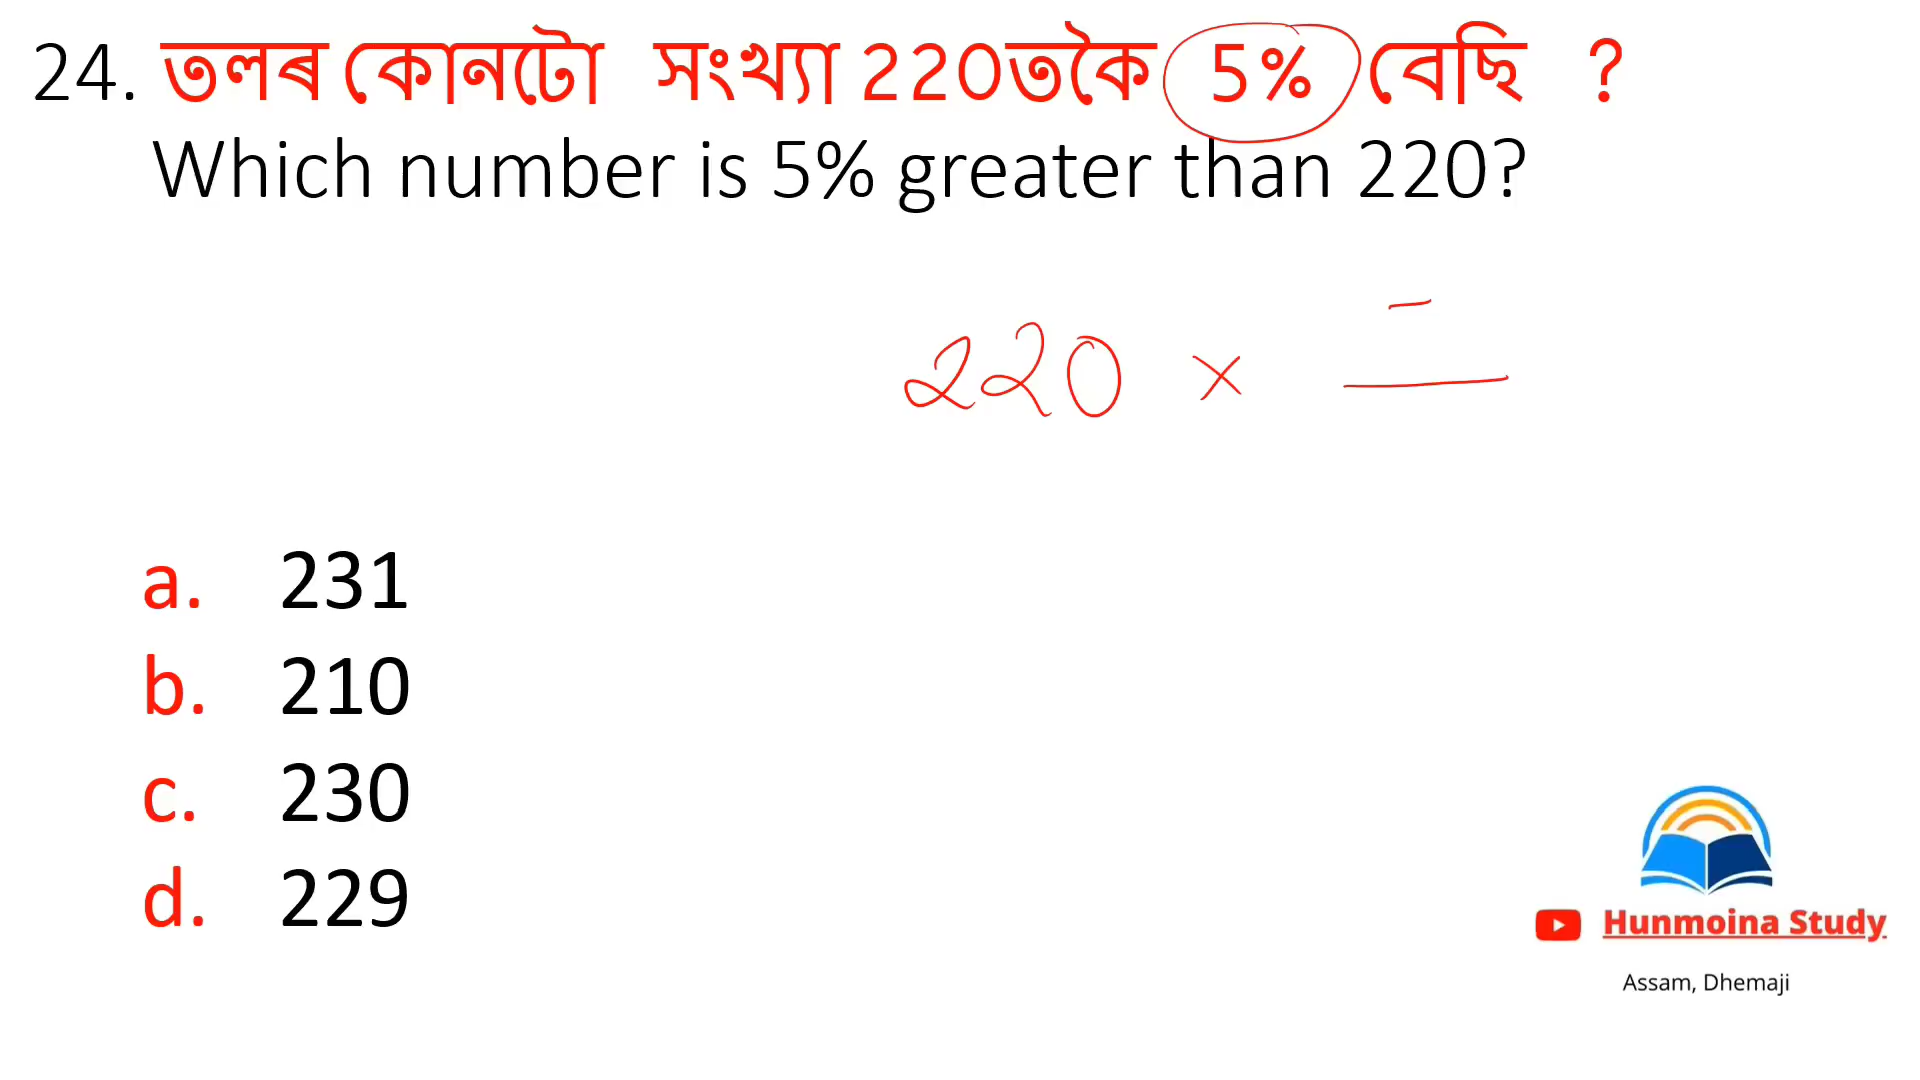 24. তলৰ কোনটো সংখ্যা 220তকৈ 5% বেছি ?
Which number is 5% greater than 220?
220 ×
a. 231
b. 210
c. 230
d. 229
Hunmoina Study
Assam, Dhemaji